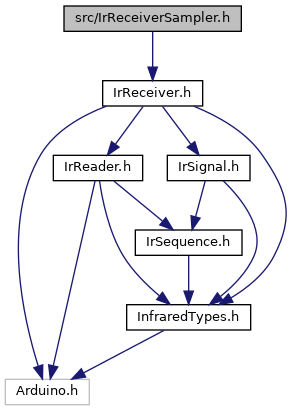 src/IrReceiverSampler.h
IrReceiver.h
IrReader.h
IrSignal.h
IrSequence.h
InfraredTypes.h
Arduino.h